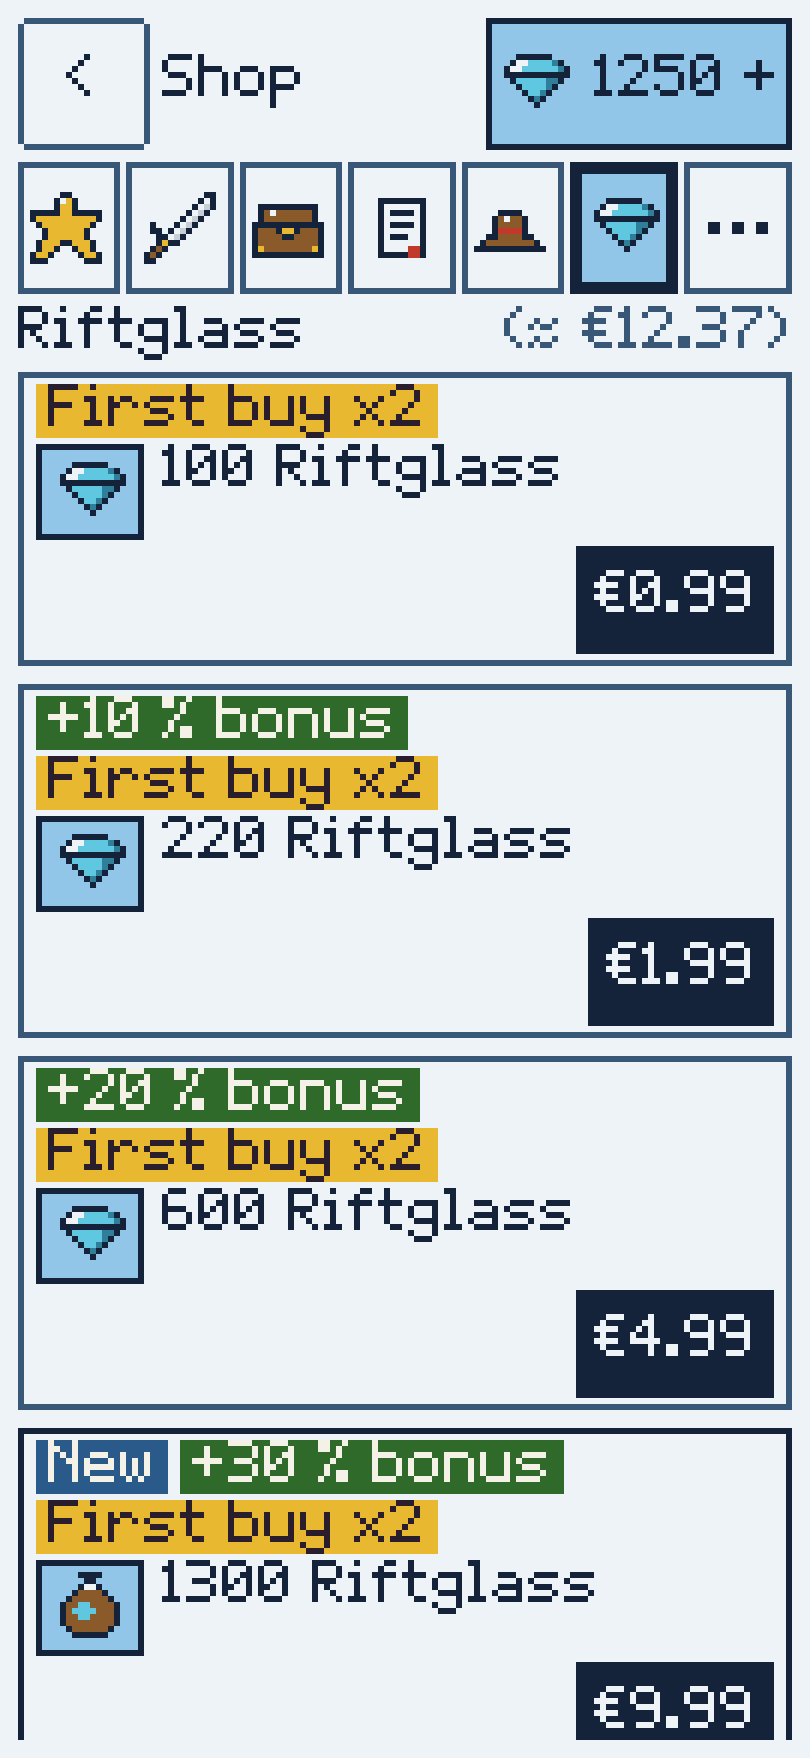 < Shop 1250 +
...
Riftglass (≈ €12.37)
First buy x2
100 Riftglass
€0.99
+10 % bonus
First buy x2
220 Riftglass
€1.99
+20 % bonus
First buy x2
600 Riftglass
€4.99
New +30 % bonus
First buy x2
1300 Riftglass
€9.99